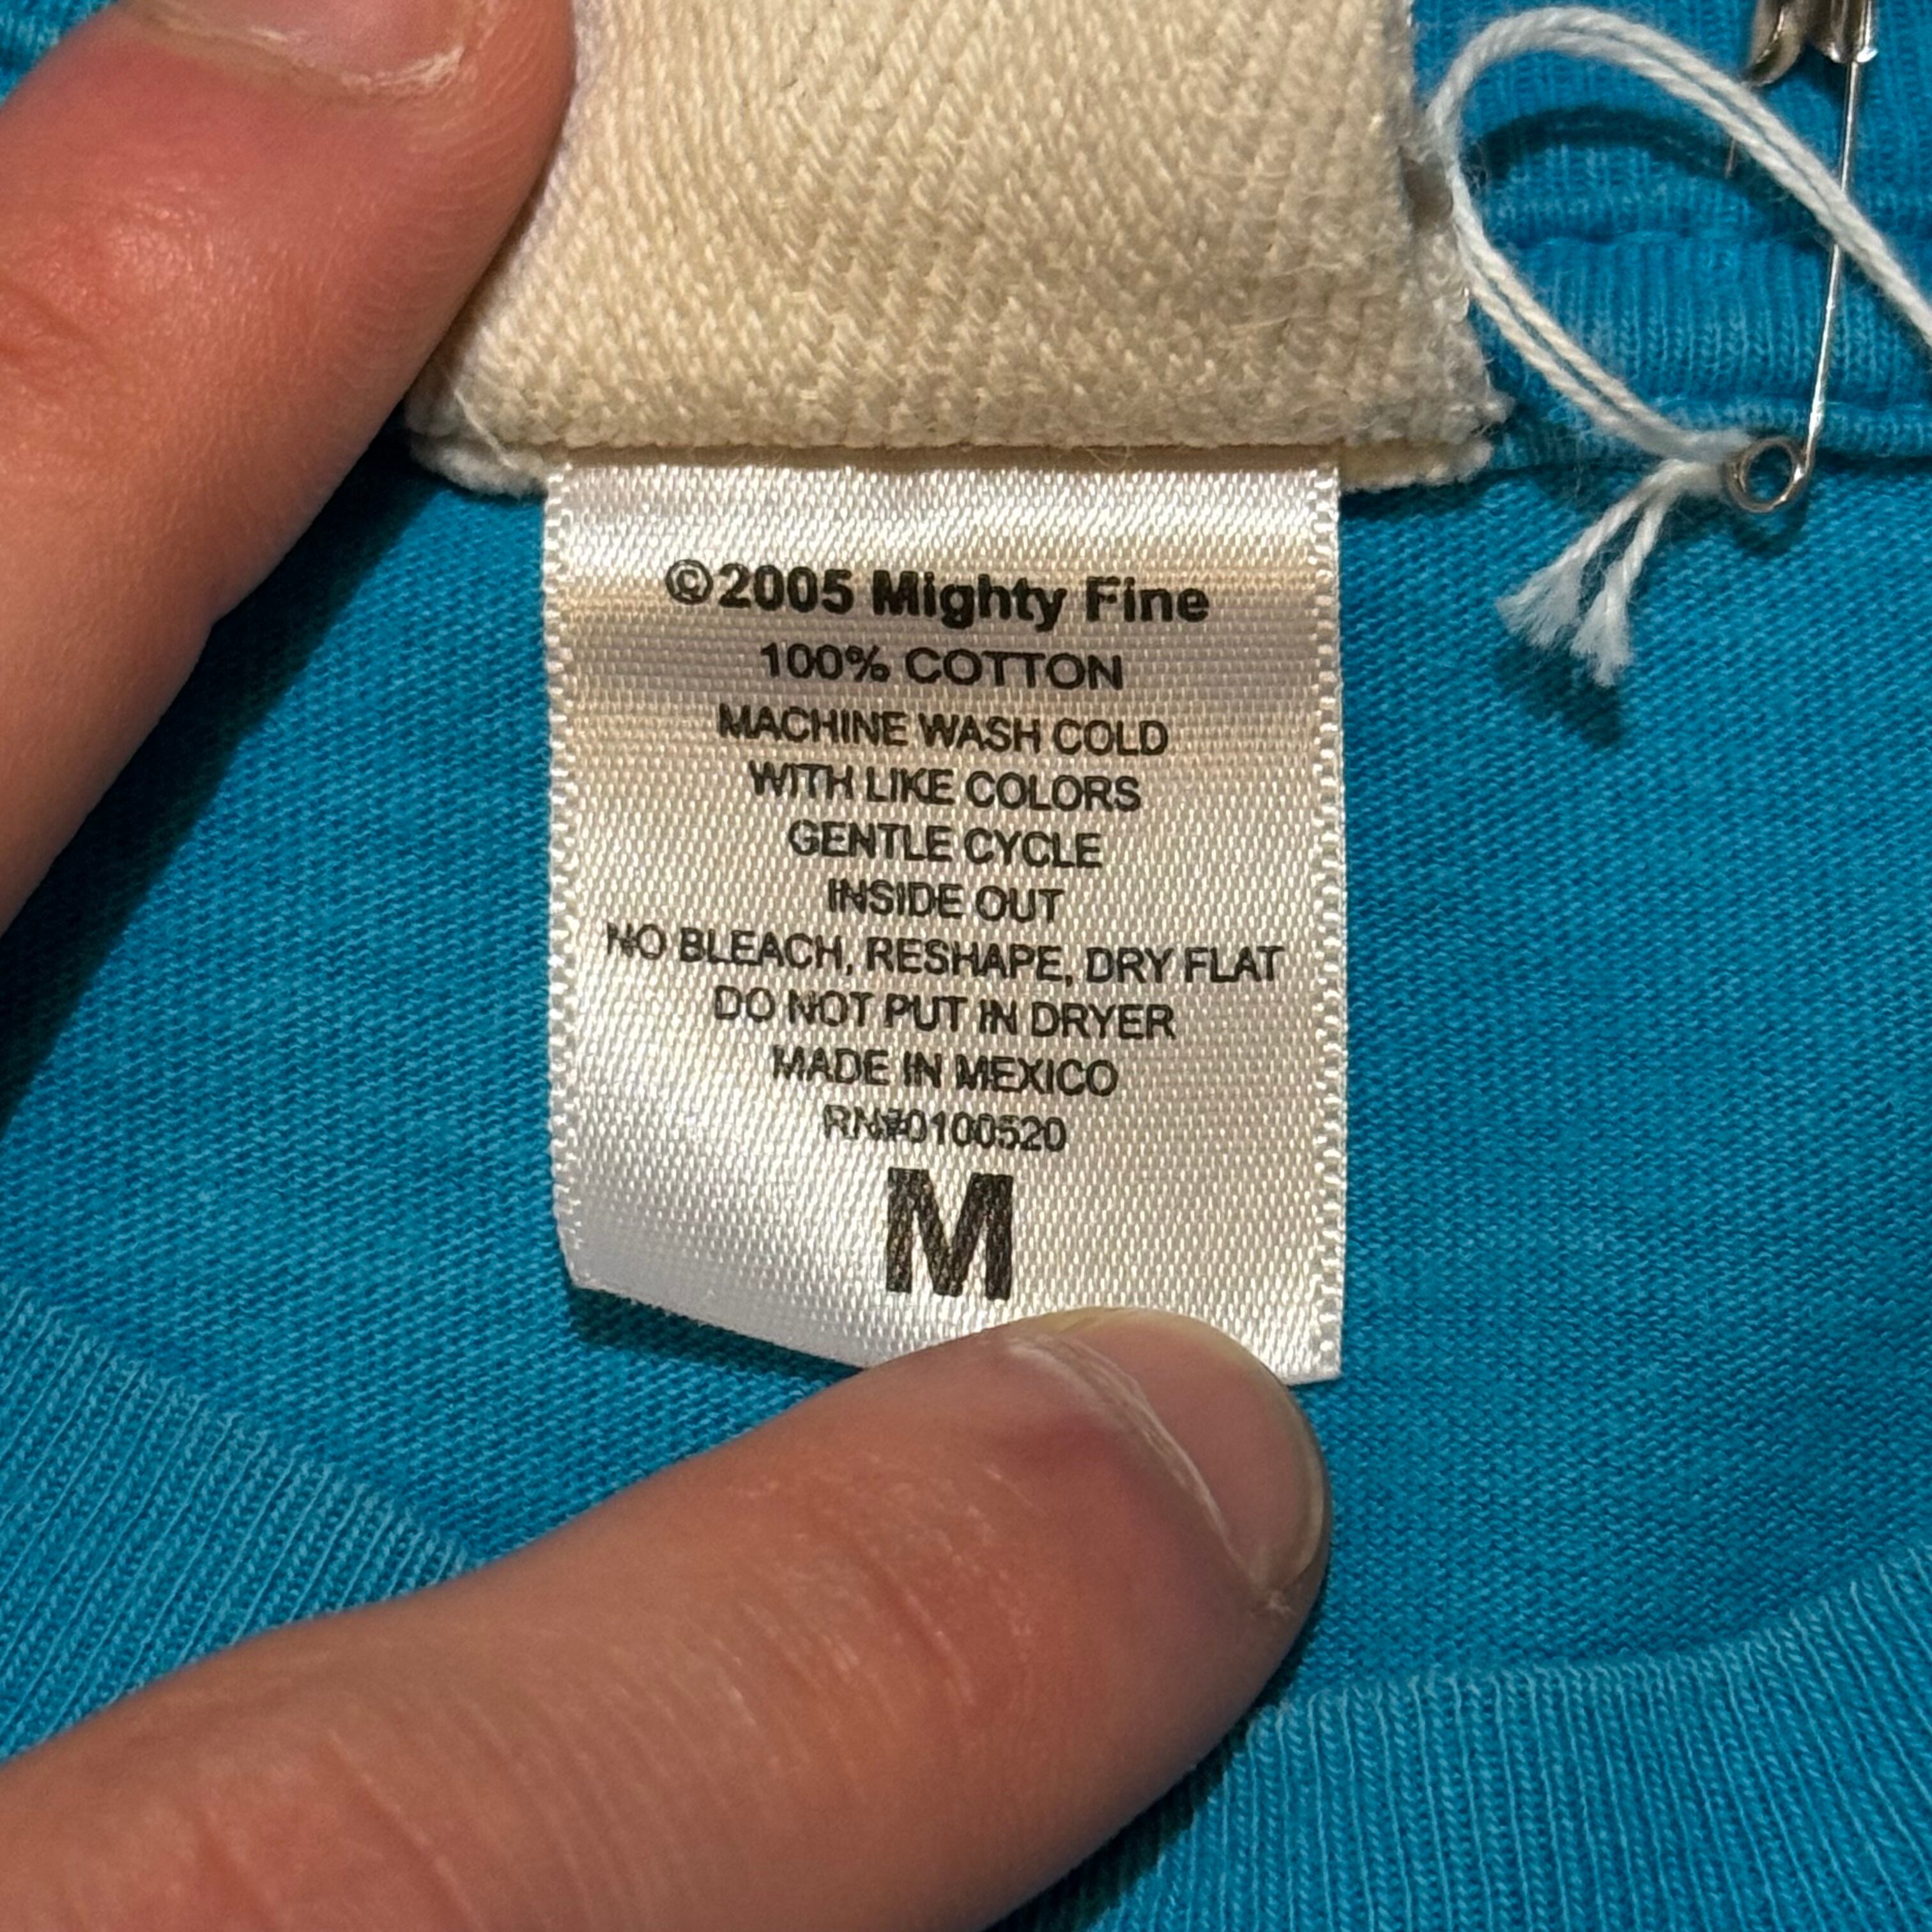 ©2005 Mighty Fine
100% COTTON
MACHINE WASH COLD
WITH LIKE COLORS
GENTLE CYCLE
INSIDE OUT
NO BLEACH, RESHAPE, DRY FLAT
DO NOT PUT IN DRYER
MADE IN MEXICO
RN#0100520
M